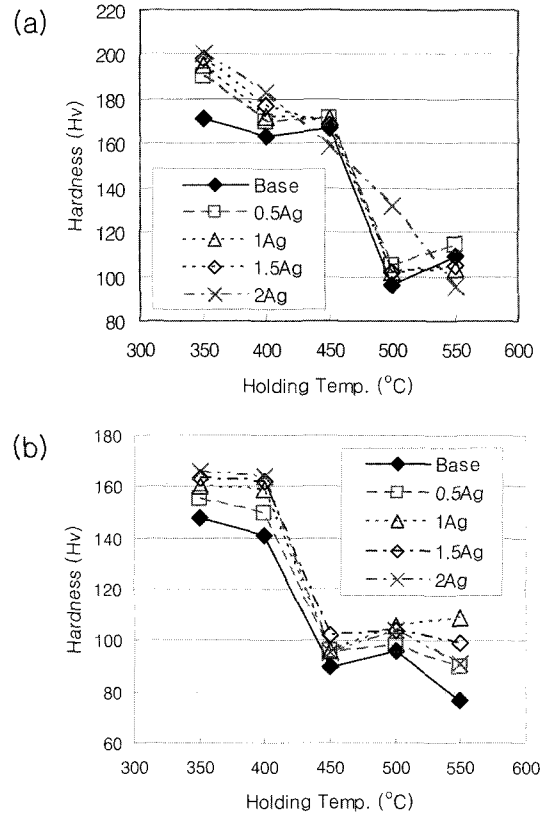 (a)
220
200
180
160
140
120
100
80
Hardness (Hv)
Base
0.5Ag
1Ag
1.5Ag
2Ag
300 350 400 450 500 550 600
Holding Temp. (°C)
(b)
180
160
140
120
100
80
60
Hardness (Hv)
Base
0.5Ag
1Ag
1.5Ag
2Ag
300 350 400 450 500 550 600
Holding Temp. (°C)